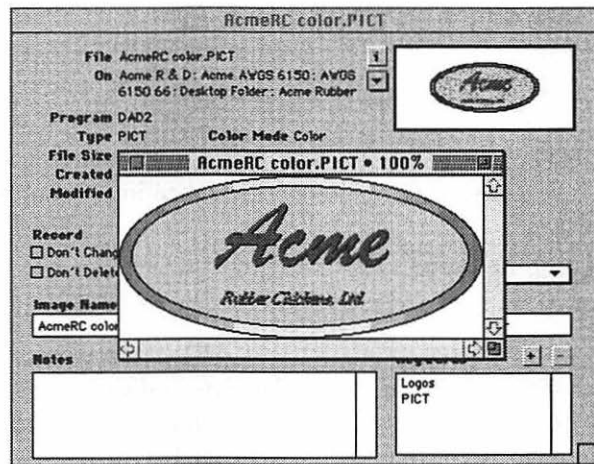 AcmeRC color.PICT
File AcmeRC color.PICT
On Acme R & D : Acme AWGS 6150 : AWGS
6150 66 : Desktop Folder : Acme Rubber
Acme
Program DAD2
Type PICT Color Mode Color
File Size
Created
Modified
AcmeRC color.PICT • 100%
Acme
Rubber Chickens, Ltd.
Record
Don't Chang
Don't Delete
Image Name
AcmeRC color
Notes
Logos
PICT